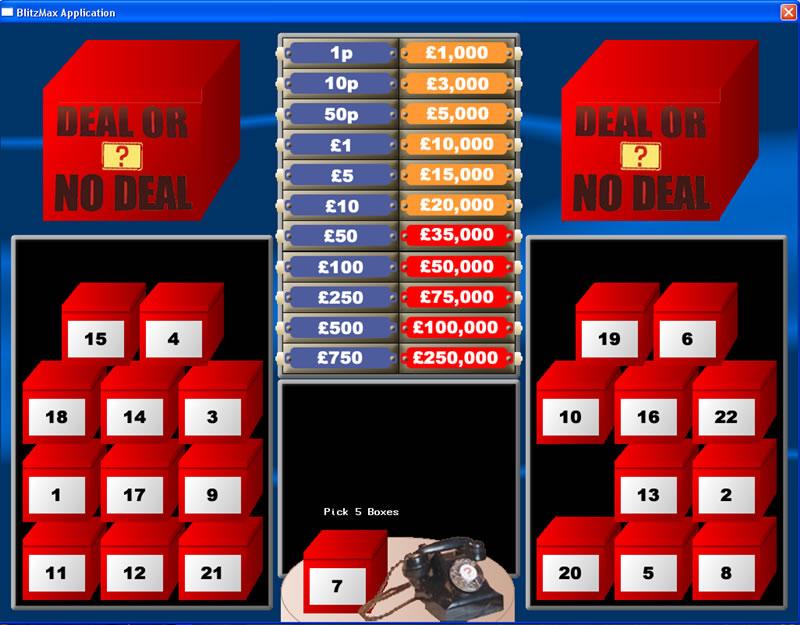 BlitzMax Application
DEAL OR
?
NO DEAL
1p £1,000
10p £3,000
50p £5,000
£1 £10,000
£5 £15,000
£10 £20,000
£50 £35,000
£100 £50,000
£250 £75,000
£500 £100,000
£750 £250,000
DEAL OR
?
NO DEAL
15 4
18 14 3
1 17 9
11 12 21
Pick 5 Boxes
7
?
19 6
10 16 22
13 2
20 5 8